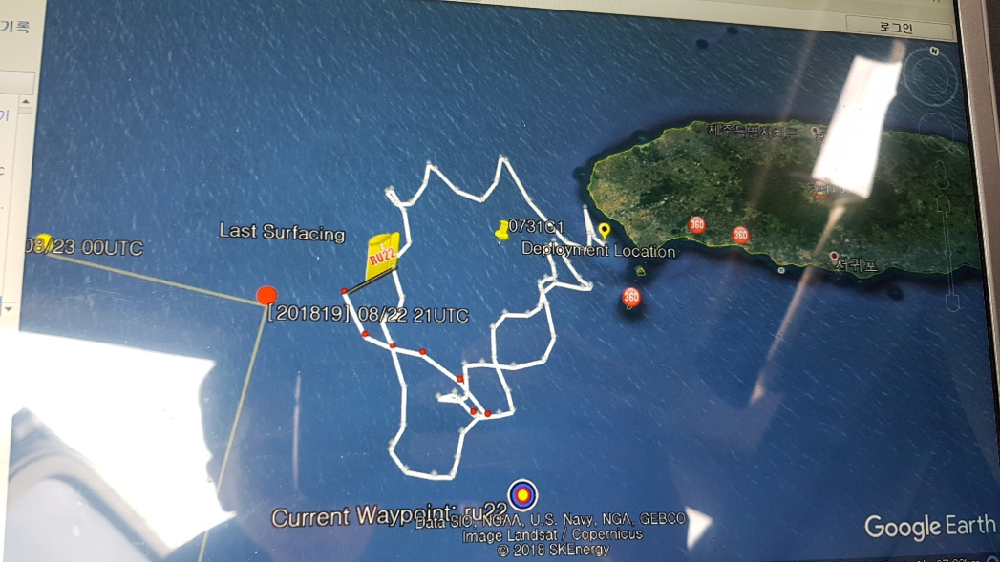 기록
로그인
N
제주특별자치도
0731G1
Last Surfacing
08/23 00UTC
Deployment Location
360
360
RU22
서귀포
360
[201819] 08/22 21UTC
Current Waypoint: ru22
Data SIO, NOAA, U.S. Navy, NGA, GEBCO
Image Landsat / Copernicus
© 2018 SKEnergy
Google Earth